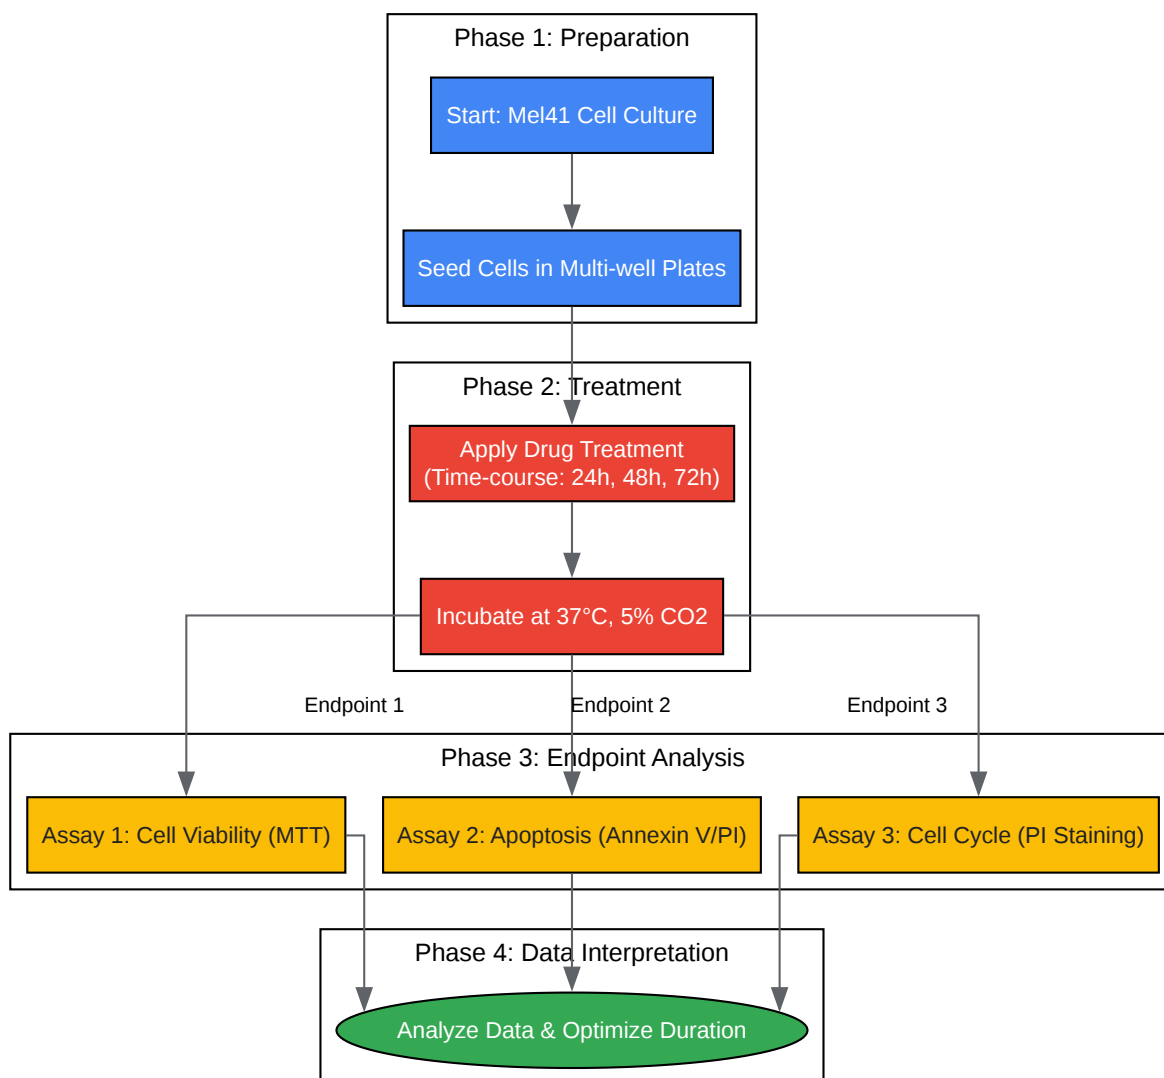 Phase 1: Preparation
Start: Mel41 Cell Culture
Seed Cells in Multi-well Plates
Phase 2: Treatment
Apply Drug Treatment
(Time-course: 24h, 48h, 72h)
Incubate at 37°C, 5% CO2
Endpoint 1
Endpoint 2
Endpoint 3
Phase 3: Endpoint Analysis
Assay 1: Cell Viability (MTT)
Assay 2: Apoptosis (Annexin V/PI)
Assay 3: Cell Cycle (PI Staining)
Phase 4: Data Interpretation
Analyze Data & Optimize Duration